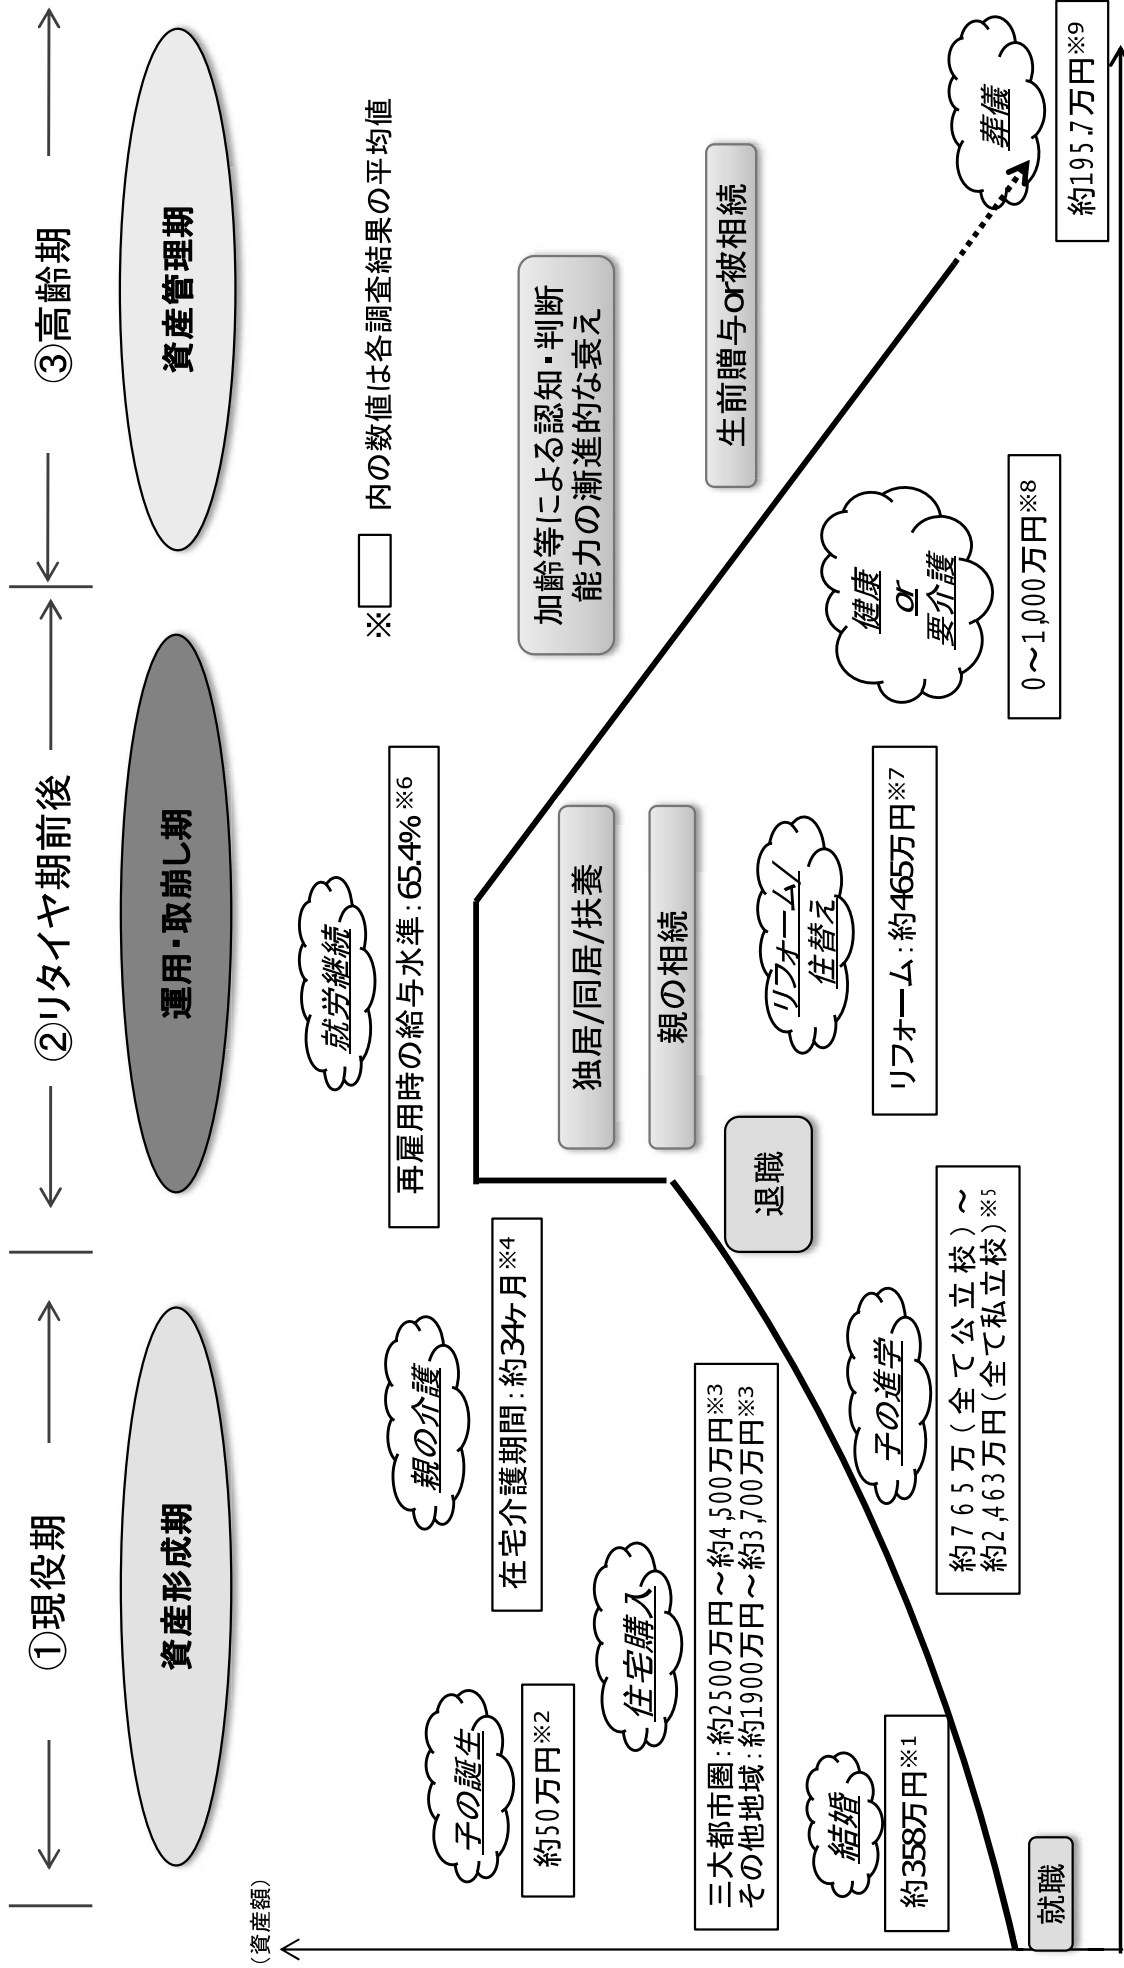 ①現役期
②リタイヤ期前後
③高齢期
資産形成期
運用・取崩し期
資産管理期
(資産額)
※ 内の数値は各調査結果の平均値
就労継続
再雇用時の給与水準：65.4%※6
親の介護
在宅介護期間：約34ヶ月※4
子の誕生
約50万円※2
加齢等による認知・判断
能力の漸進的な衰え
独居/同居/扶養
親の相続
住宅購入
三大都市圏：約2500万円～約4,500万円※3
その他地域：約1900万円～約3,700万円※3
生前贈与or被相続
退職
リフォーム/
住替え
リフォーム：約465万円※7
結婚
約358万円※1
子の進学
約765万（全て公立校）～
約2,463万円(全て私立校)※5
健康
or
要介護
0～1,000万円※8
葬儀
約195.7万円※9
就職